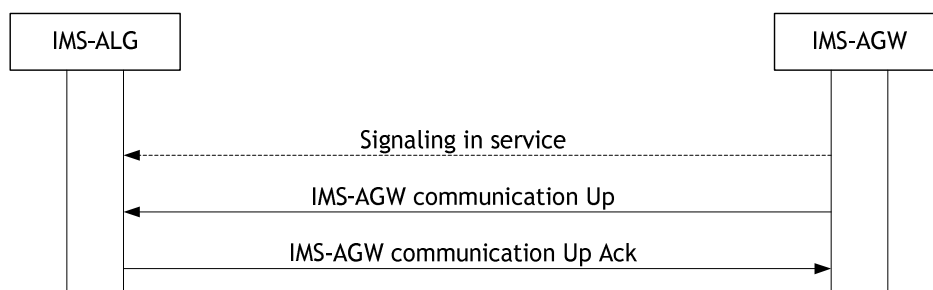 IMS-ALG
IMS-AGW
Signaling in service
IMS-AGW communication Up
IMS-AGW communication Up Ack